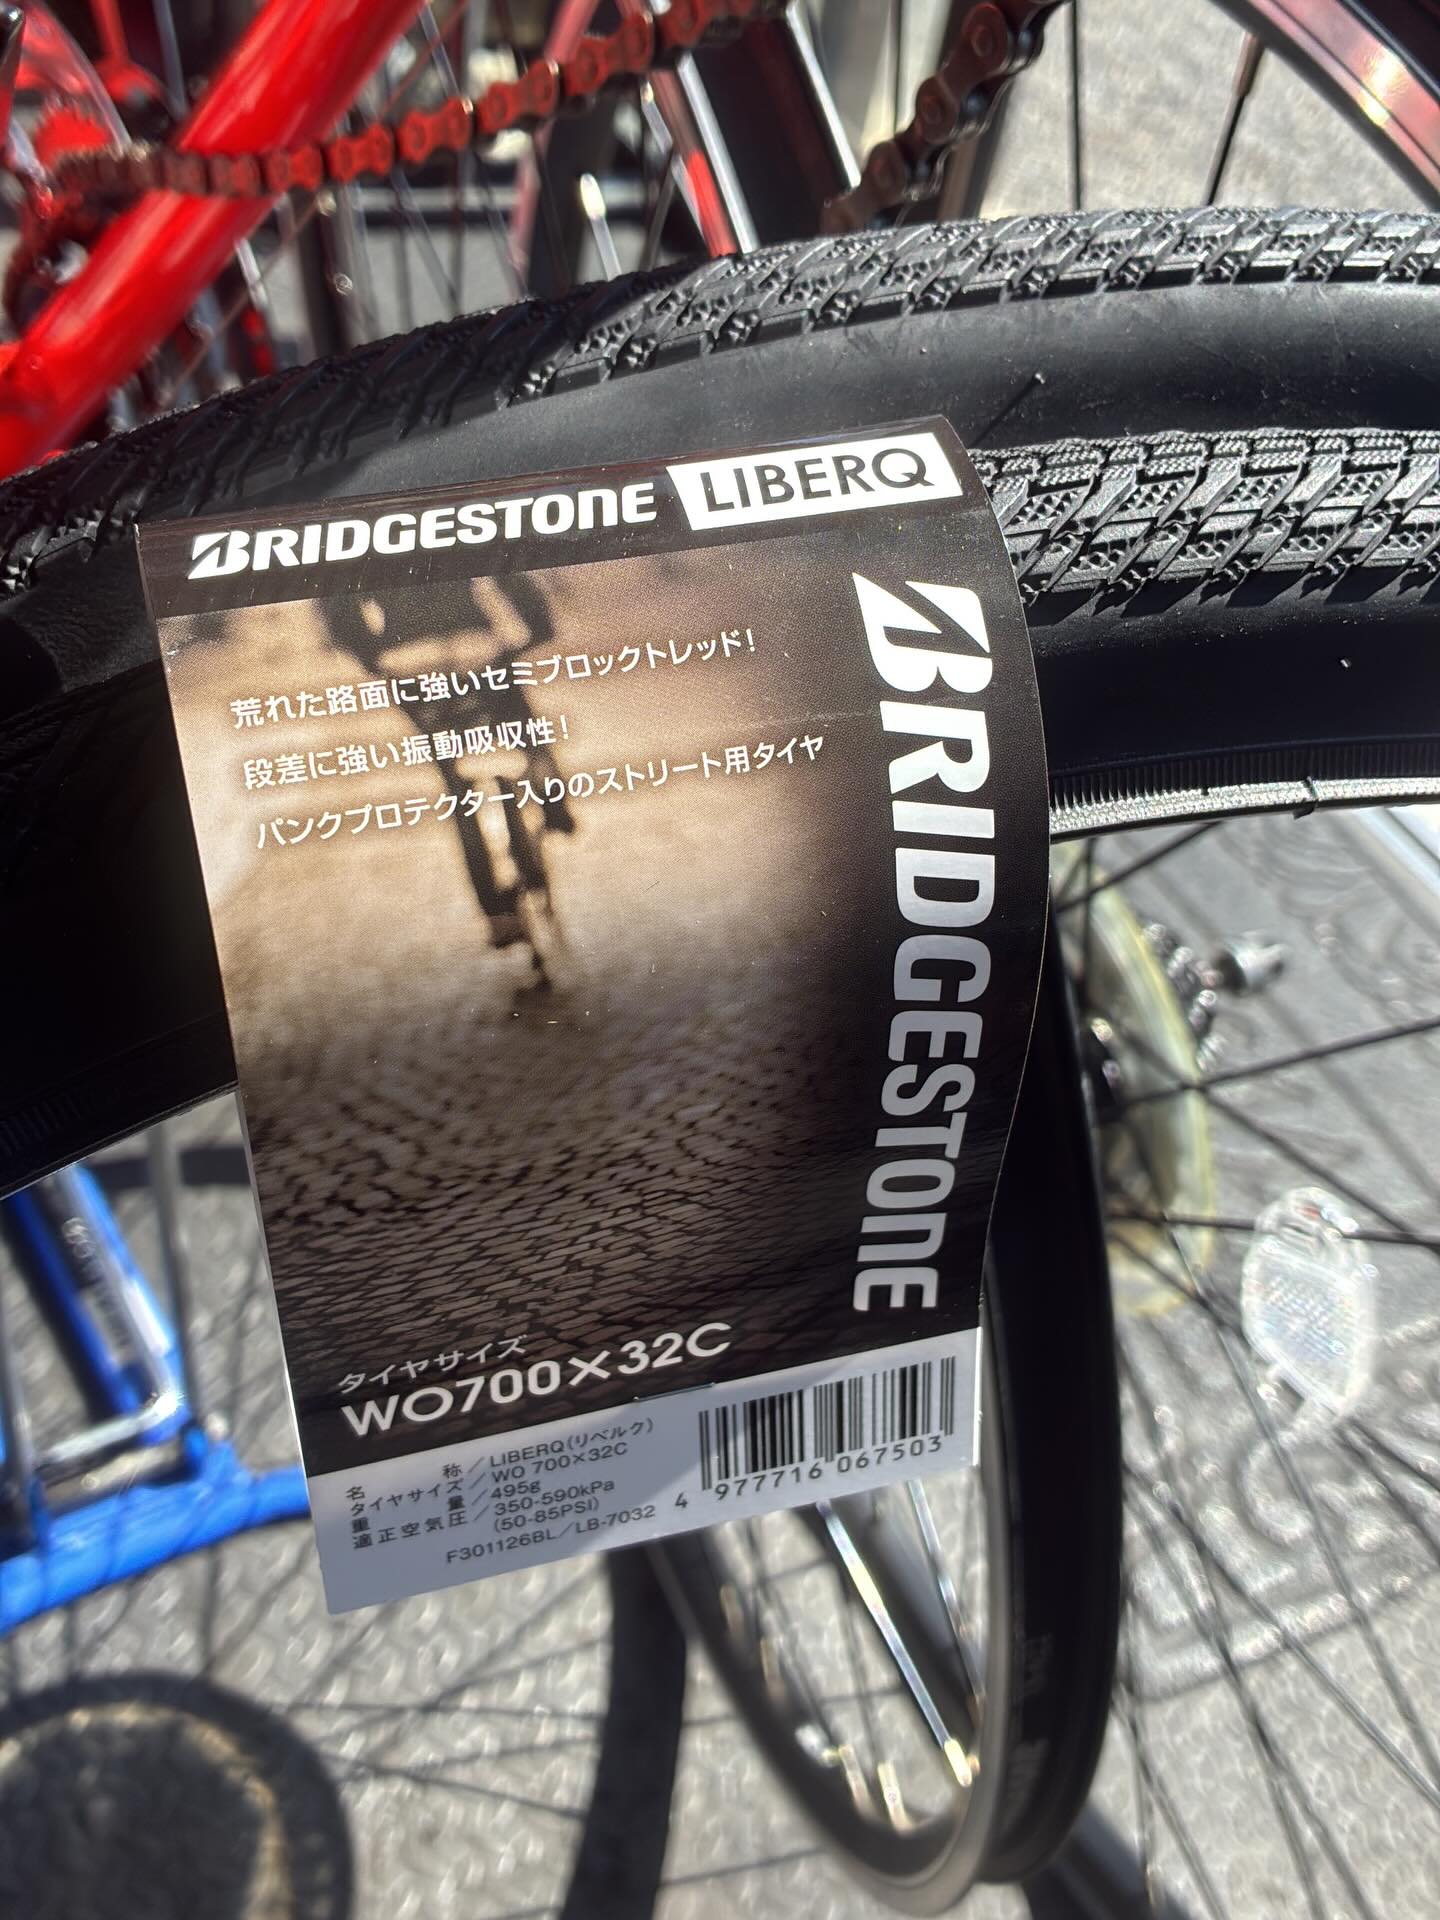 BRIDGESTONE LIBERQ
荒れた路面に強いセミブロックトレッド!
段差に強い振動吸収性!
パンクプロテクター入りのストリート用タイヤ
BRIDGESTONE
タイヤサイズ
WO700×32C
名称/LIBERQ(リベルク)
タイヤサイズ/WO 700×32C
重量/495g
適正空気圧/350-590kPa
(50-85PSI)
F301126BL/LB-7032
4 977716 067503